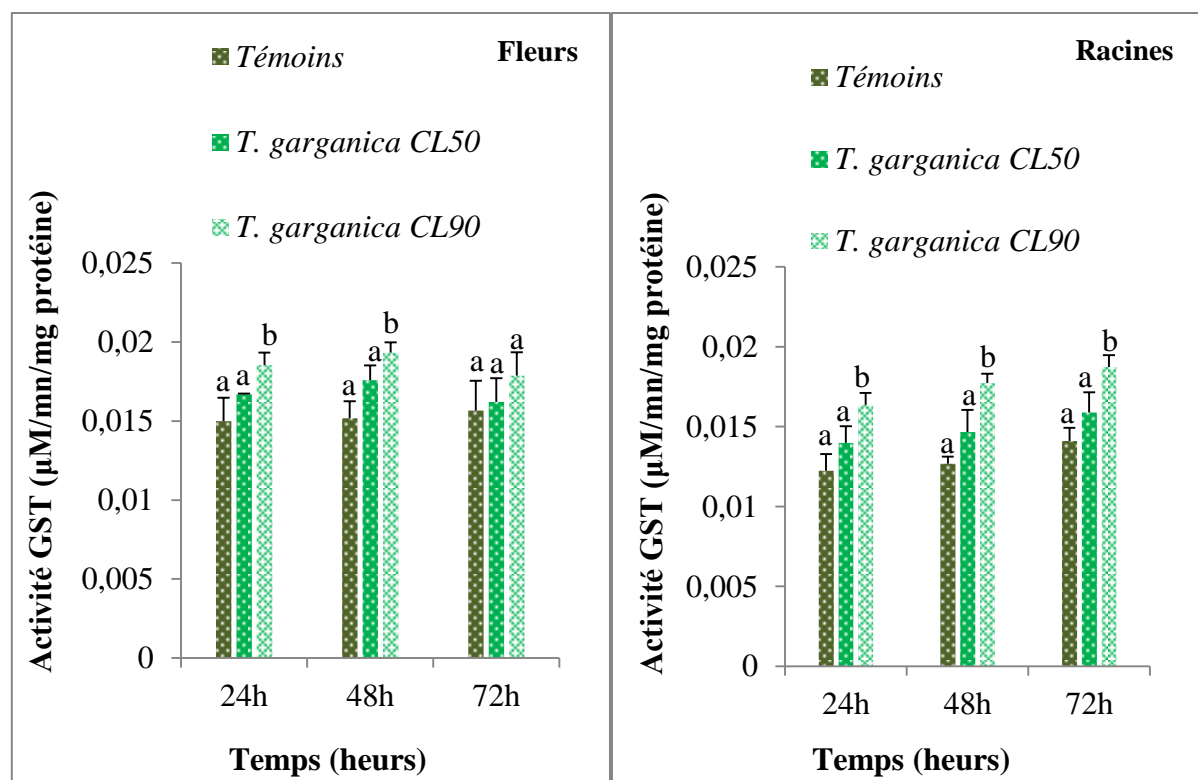 Fleurs
Témoins
T. garganica CL50
T. garganica CL90
Activité GST (µM/mn/mg protéine)
0,025
0,02
0,015
0,01
0,005
0
a a b
a a b
a a a
24h 48h 72h
Temps (heurs)
Racines
Témoins
T. garganica CL50
T. garganica CL90
Activité GST (µM/mn/mg protéine)
0,025
0,02
0,015
0,01
0,005
0
a a b
a a b
a a b
24h 48h 72h
Temps (heurs)